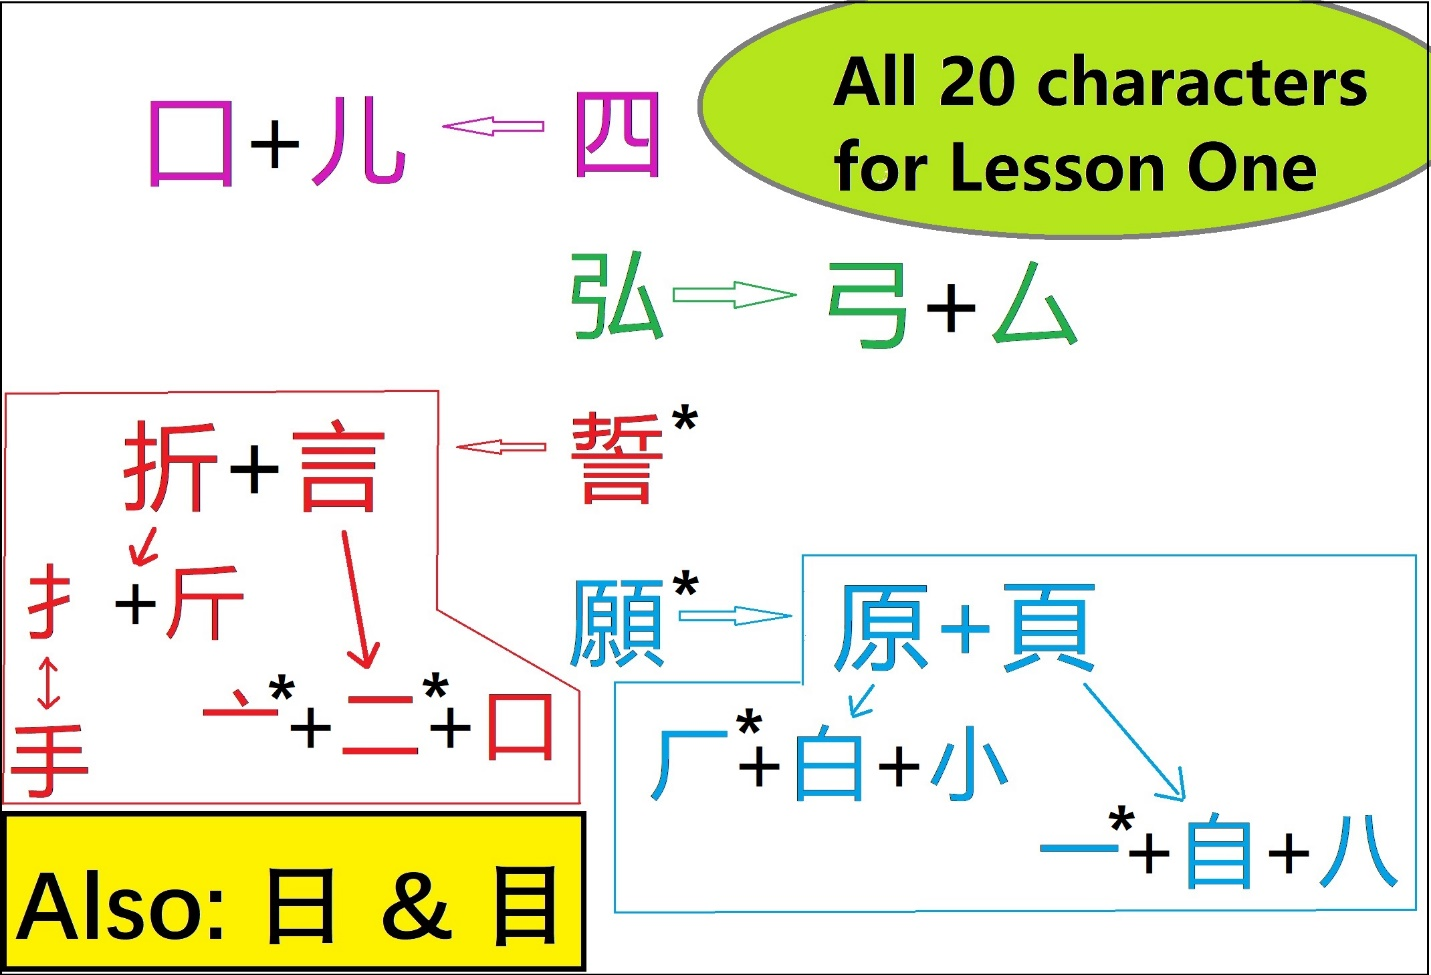 All 20 characters
for Lesson One
口+儿 ← 四
弘 → 弓+厶
折+言 ← 誓*
扌+斤
手
亠*+二*+口
願* → 原+頁
厂*+白+小
一*+自+八
Also: 日 & 目